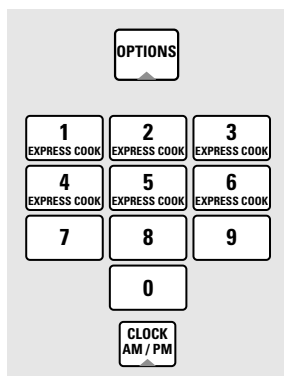 OPTIONS
1 2 3
EXPRESS COOK EXPRESS COOK EXPRESS COOK
4 5 6
EXPRESS COOK EXPRESS COOK EXPRESS COOK
7 8 9
0
CLOCK
AM / PM